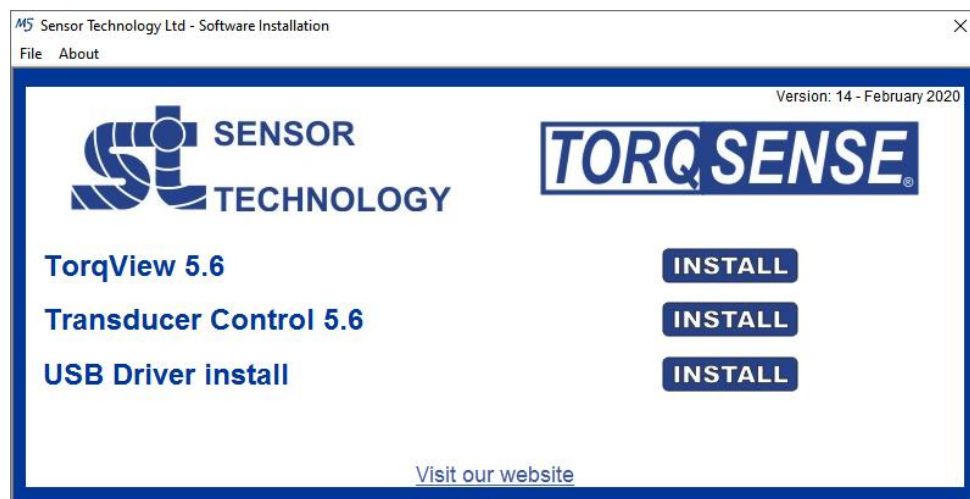 M5 Sensor Technology Ltd - Software Installation
File About
Version: 14 - February 2020
st SENSOR
TECHNOLOGY
TORQSENSE®
TorqView 5.6
INSTALL
Transducer Control 5.6
INSTALL
USB Driver install
INSTALL
Visit our website